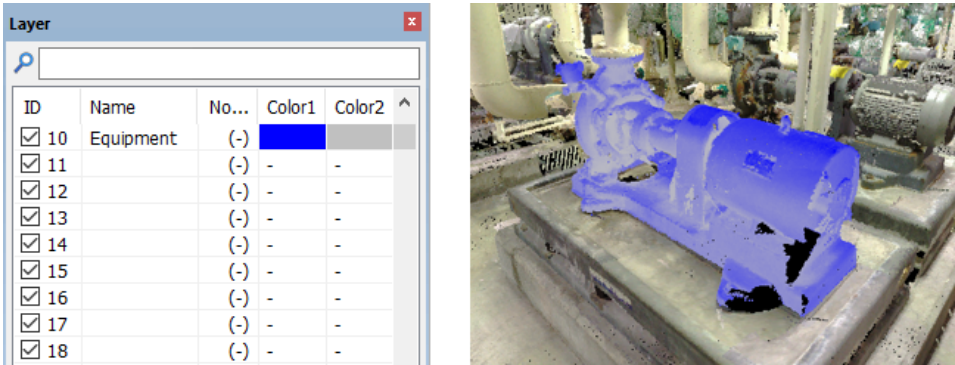 Layer
ID Name No... Color1 Color2
10 Equipment (-)
11 (-) - -
12 (-) - -
13 (-) - -
14 (-) - -
15 (-) - -
16 (-) - -
17 (-) - -
18 (-) - -